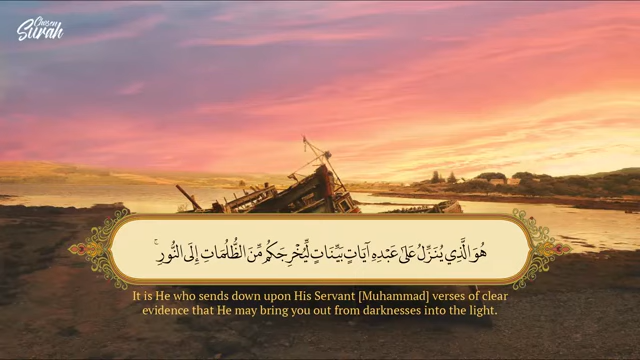 Chosen
Surah
هُوَ الَّذِي يُنَزِّلُ عَلَىٰ عَبْدِهِ آيَاتٍ بَيِّنَاتٍ لِّيُخْرِجَكُم مِّنَ الظُّلُمَاتِ إِلَى النُّورِ ۚ
It is He who sends down upon His Servant [Muhammad] verses of clear
evidence that He may bring you out from darknesses into the light.